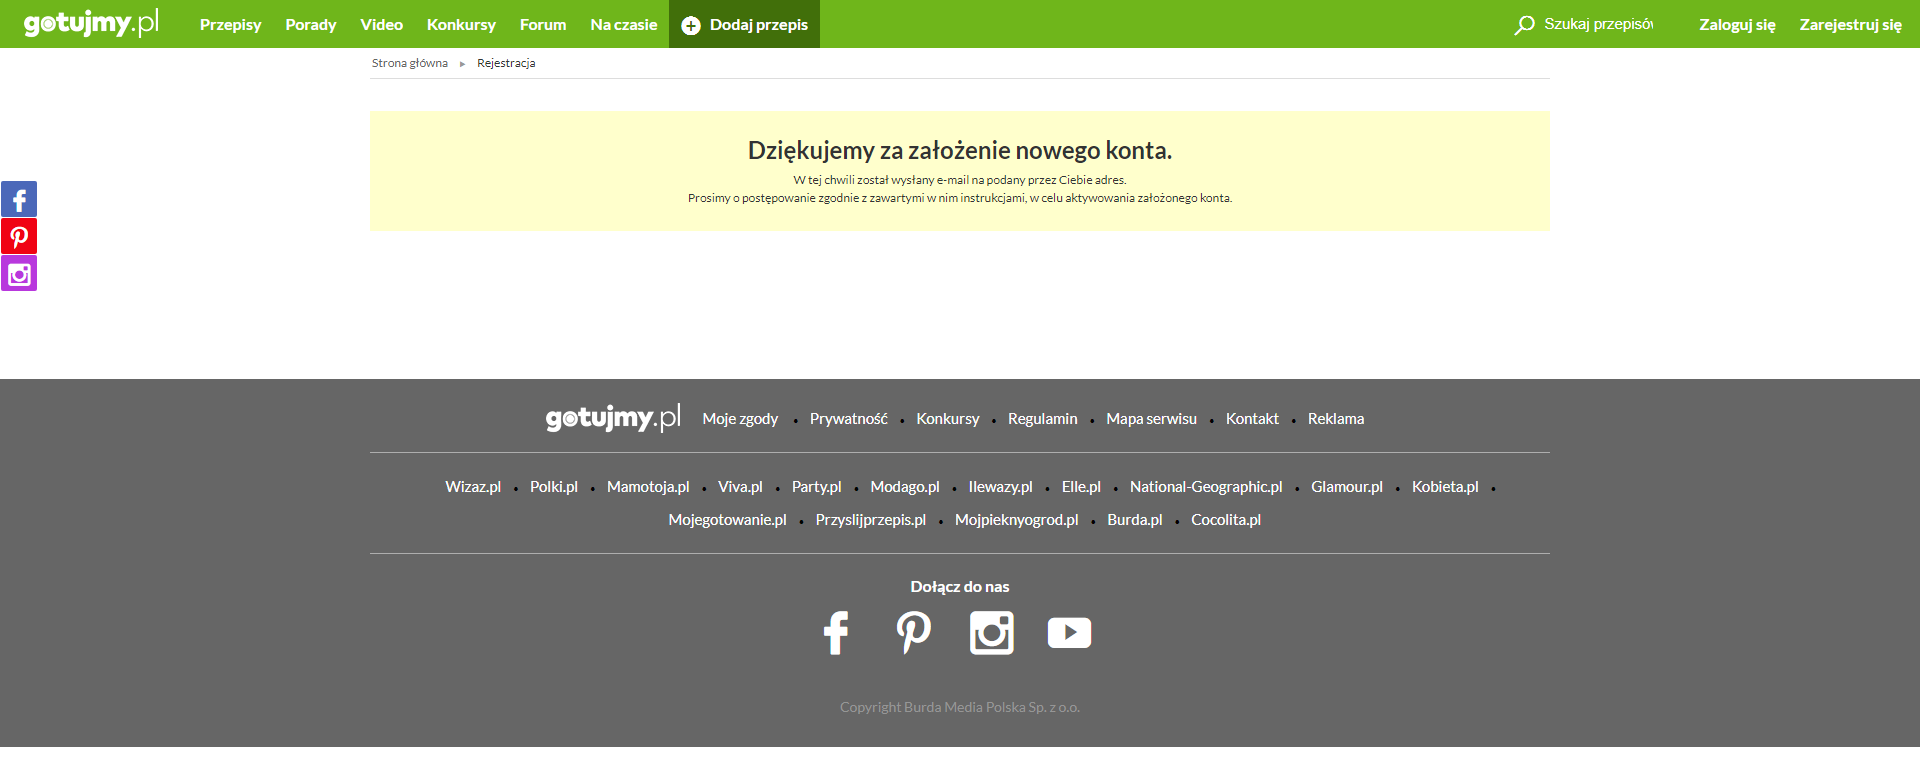 gotujmy.pl Przepisy Porady Video Konkursy Forum Na czasie Dodaj przepis Szukaj przepisów Zaloguj się Zarejestruj się
Strona główna ▸ Rejestracja
Dziękujemy za założenie nowego konta.
W tej chwili został wysłany e-mail na podany przez Ciebie adres.
Prosimy o postępowanie zgodnie z zawartymi w nim instrukcjami, w celu aktywowania założonego konta.
gotujmy.pl Moje zgody • Prywatność • Konkursy • Regulamin • Mapa serwisu • Kontakt • Reklama
Wizaz.pl • Polki.pl • Mamotoja.pl • Viva.pl • Party.pl • Modago.pl • Ilewazy.pl • Elle.pl • National-Geographic.pl • Glamour.pl • Kobieta.pl •
Mojegotowanie.pl • Przyslijprzepis.pl • Mojpieknyogrod.pl • Burda.pl • Cocolita.pl
Dołącz do nas
Copyright Burda Media Polska Sp. z o.o.